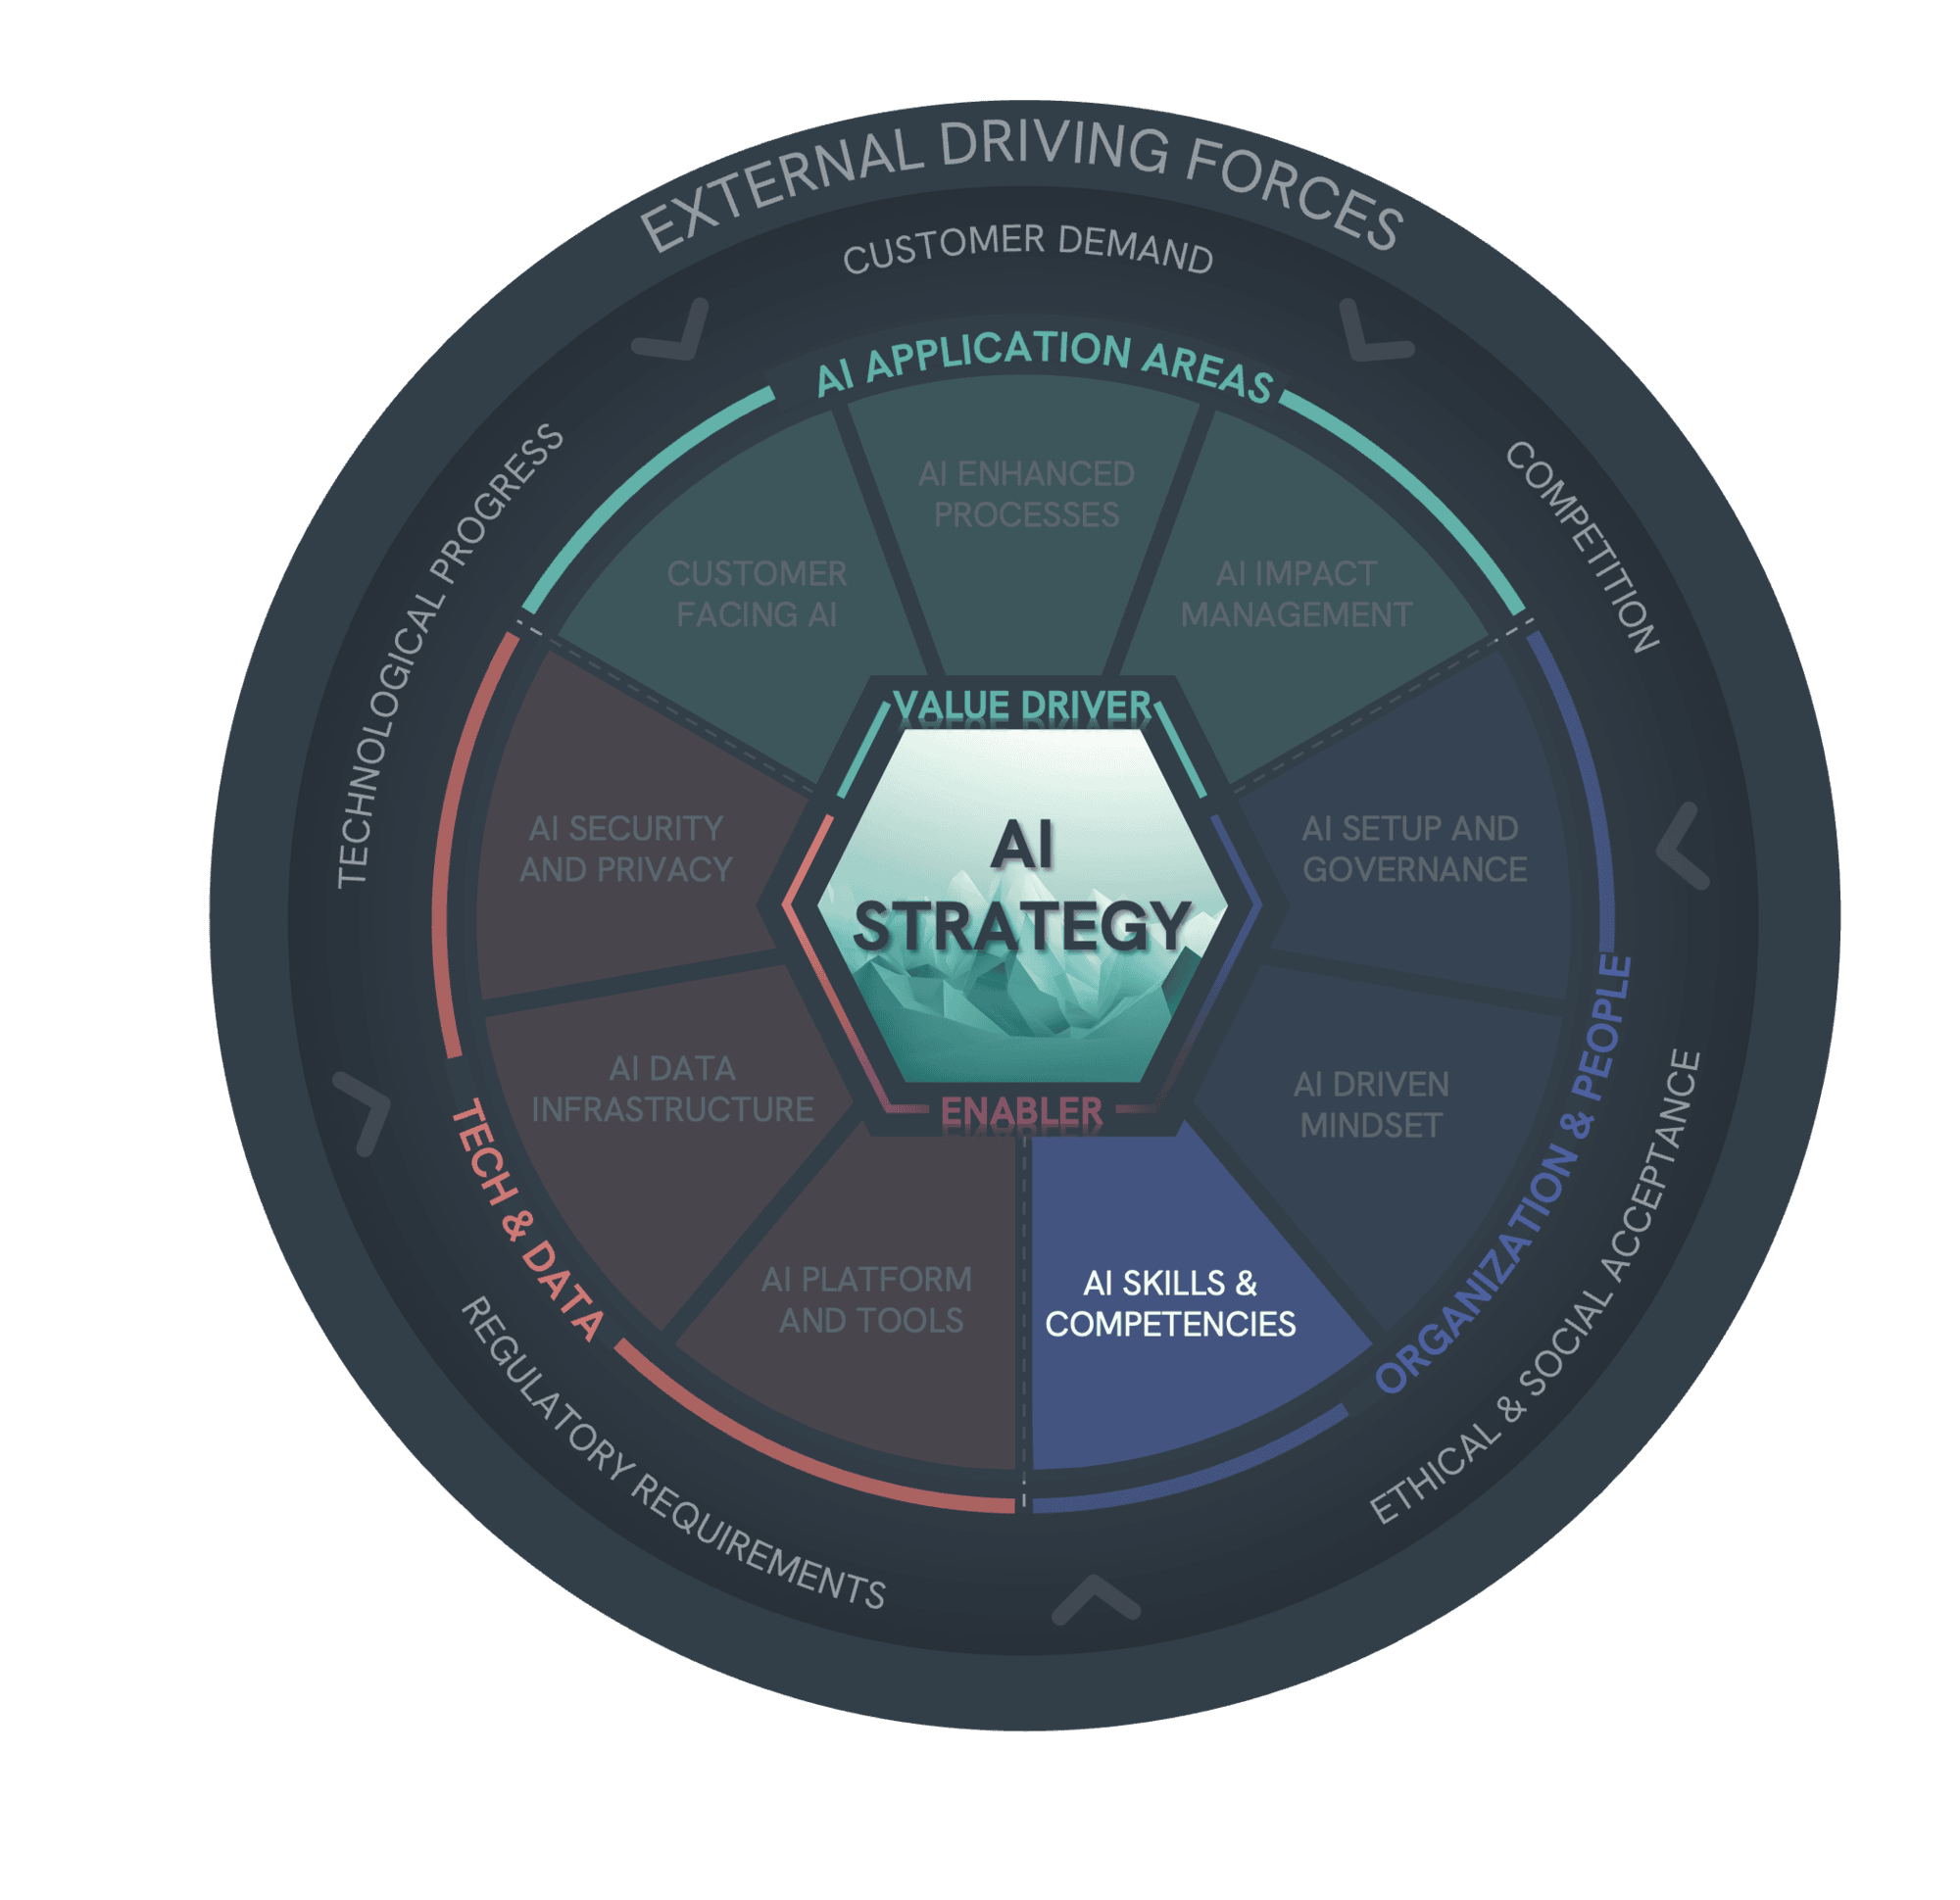 EXTERNAL DRIVING FORCES
CUSTOMER DEMAND
COMPETITION
ETHICAL & SOCIAL ACCEPTANCE
REGULATORY REQUIREMENTS
TECHNOLOGICAL PROGRESS
AI APPLICATION AREAS
CUSTOMER
FACING AI
AI ENHANCED
PROCESSES
AI IMPACT
MANAGEMENT
ORGANIZATION & PEOPLE
AI SETUP AND
GOVERNANCE
AI DRIVEN
MINDSET
AI SKILLS &
COMPETENCIES
TECH & DATA
AI PLATFORM
AND TOOLS
AI DATA
INFRASTRUCTURE
AI SECURITY
AND PRIVACY
VALUE DRIVER
AI
STRATEGY
ENABLER